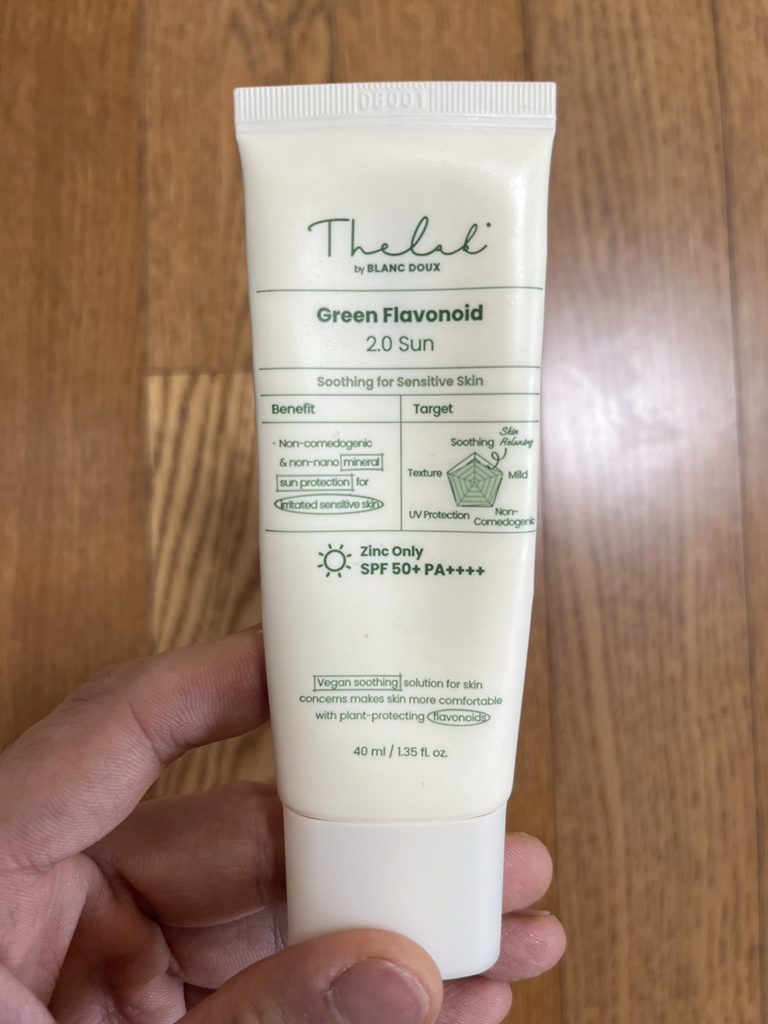 DB001
Thelab
by BLANC DOUX
Green Flavonoid
2.0 Sun
Soothing for Sensitive Skin
Benefit
Target
· Non-comedogenic
& non-nano mineral
sun protection for
irritated sensitive skin
Skin
Relaxing
Soothing
Texture
Mild
UV Protection
Non-
Comedogenic
Zinc Only
SPF 50+ PA++++
Vegan soothing solution for skin
concerns makes skin more comfortable
with plant-protecting flavonoids
40 ml / 1.35 fl. oz.